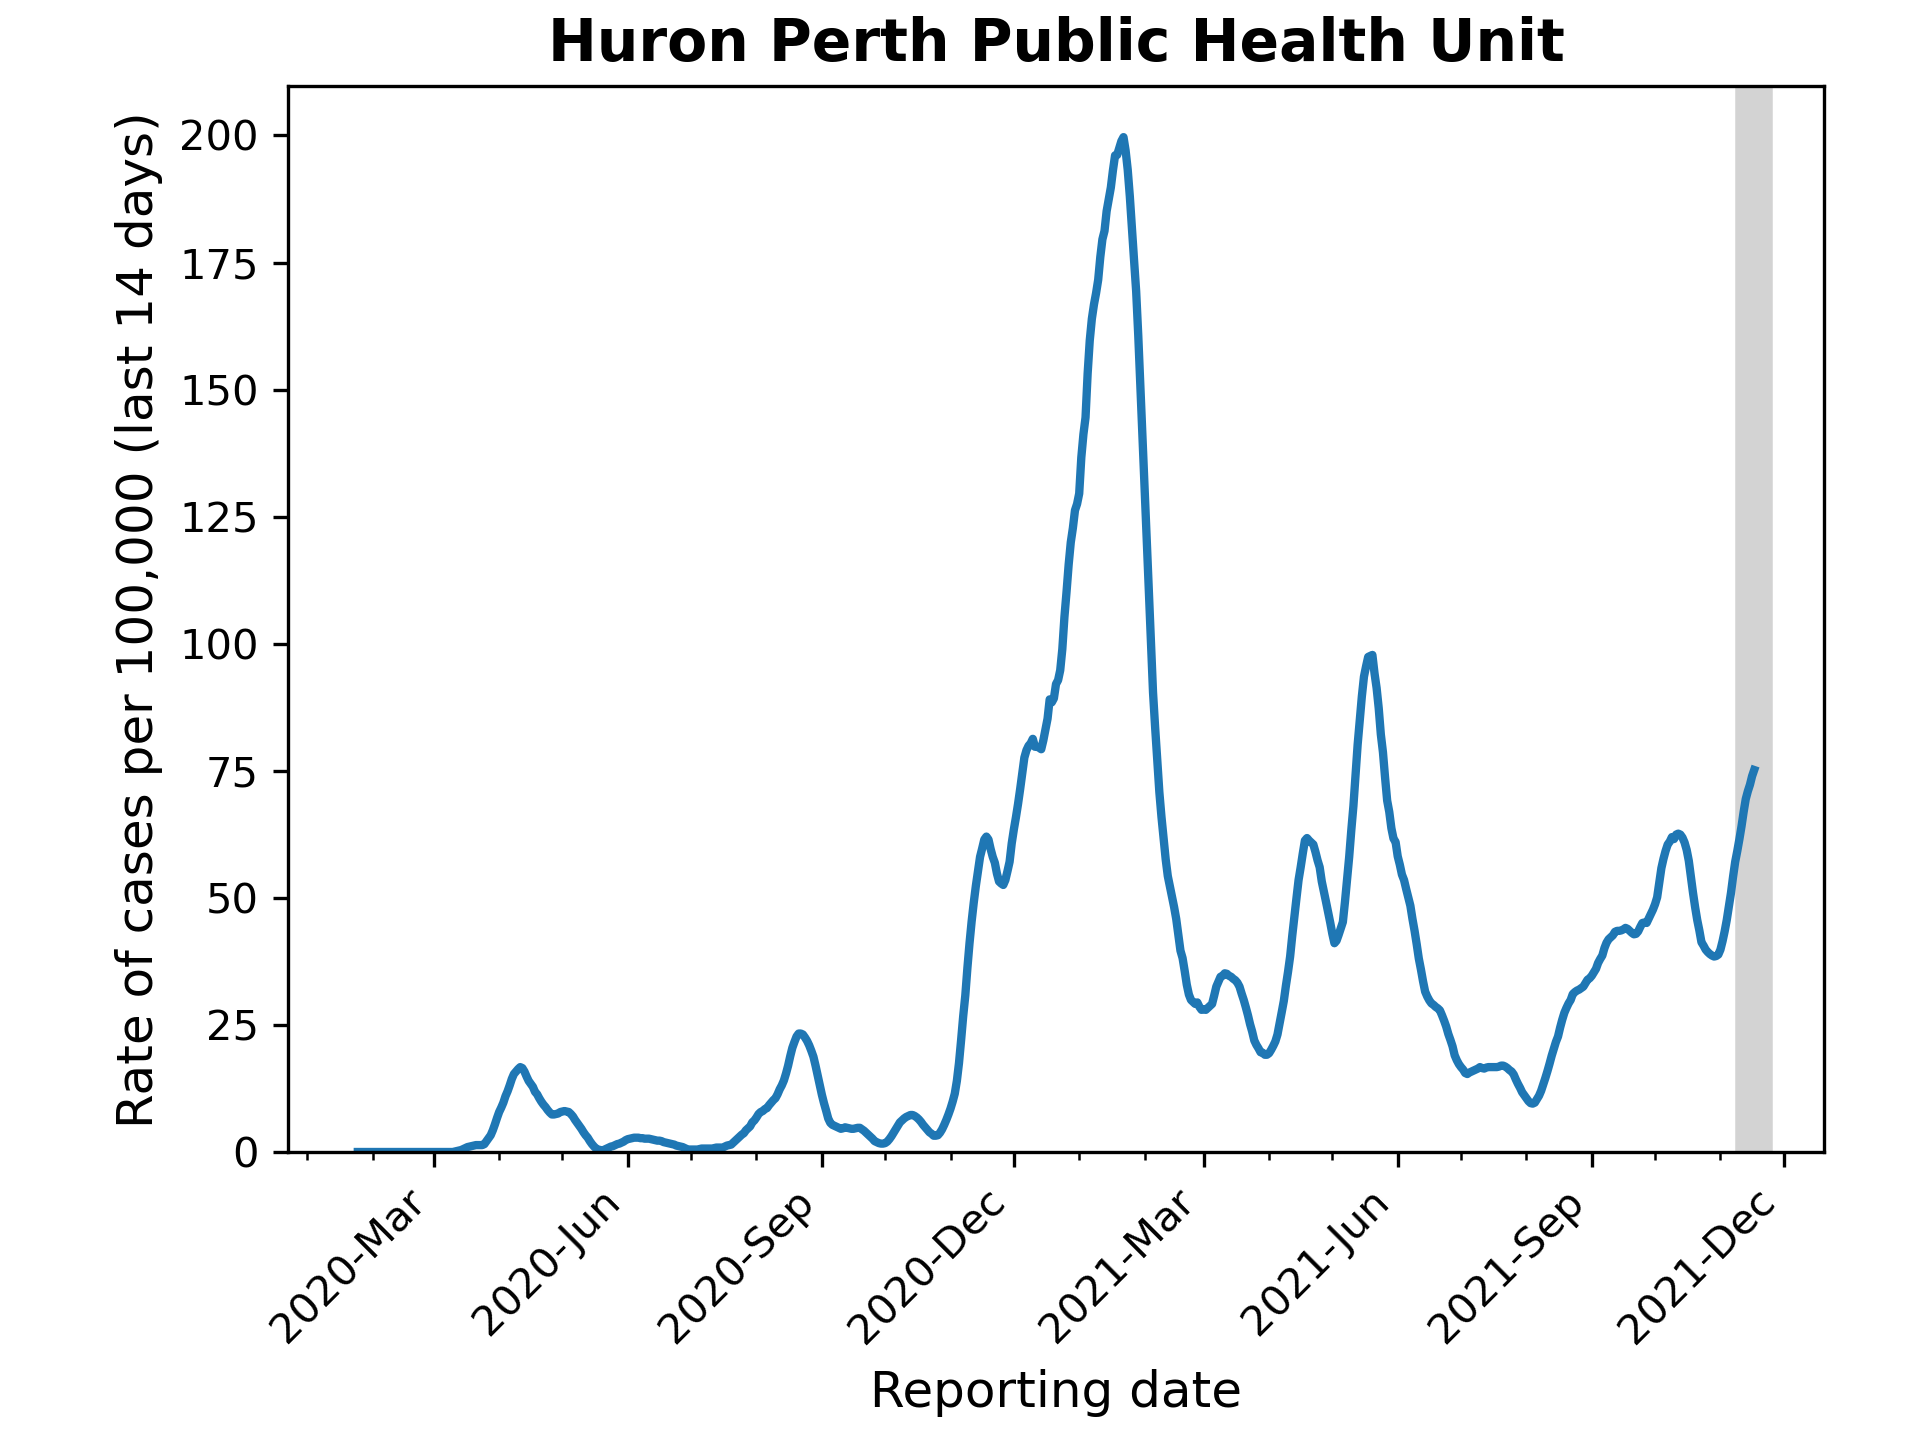 Huron Perth Public Health Unit
Rate of cases per 100,000 (last 14 days)
200
175
150
125
100
75
50
25
0
2020-Mar
2020-Jun
2020-Sep
2020-Dec
2021-Mar
2021-Jun
2021-Sep
2021-Dec
Reporting date